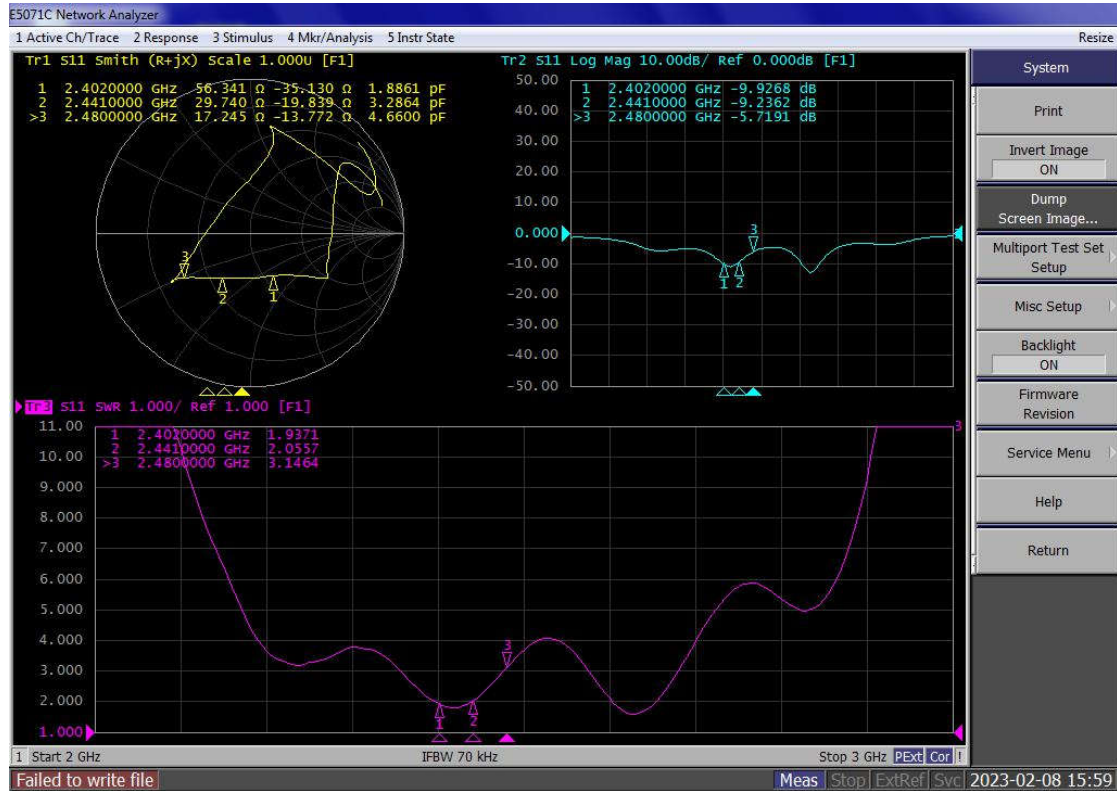 E5071C Network Analyzer
1 Active Ch/Trace 2 Response 3 Stimulus 4 Mkr/Analysis 5 Instr State
Resize
Tr1 S11 Smith (R+jX) Scale 1.000U [F1]
1 2.4020000 GHz 56.341 Ω -35.130 Ω 1.8861 pF
2 2.4410000 GHz 29.740 Ω -19.839 Ω 3.2864 pF
>3 2.4800000 GHz 17.245 Ω -13.772 Ω 4.6600 pF
3
2
1
Tr2 S11 Log Mag 10.00dB/ Ref 0.000dB [F1]
50.00
1 2.4020000 GHz -9.9268 dB
2 2.4410000 GHz -9.2362 dB
>3 2.4800000 GHz -5.7191 dB
40.00
30.00
20.00
10.00
0.000
-10.00
-20.00
-30.00
-40.00
-50.00
3
1 2
Tr3 S11 SWR 1.000/ Ref 1.000 [F1]
11.00
1 2.4020000 GHz 1.9371
2 2.4410000 GHz 2.0557
>3 2.4800000 GHz 3.1464
10.00
9.000
8.000
7.000
6.000
5.000
4.000
3.000
2.000
1.000
3
3
1 2
1 Start 2 GHz
IFBW 70 kHz
Stop 3 GHz PExt Cor !
System
Print
Invert Image
ON
Dump
Screen Image...
Multiport Test Set
Setup
Misc Setup
Backlight
ON
Firmware
Revision
Service Menu
Help
Return
Failed to write file
Meas Stop ExtRef Svc 2023-02-08 15:59